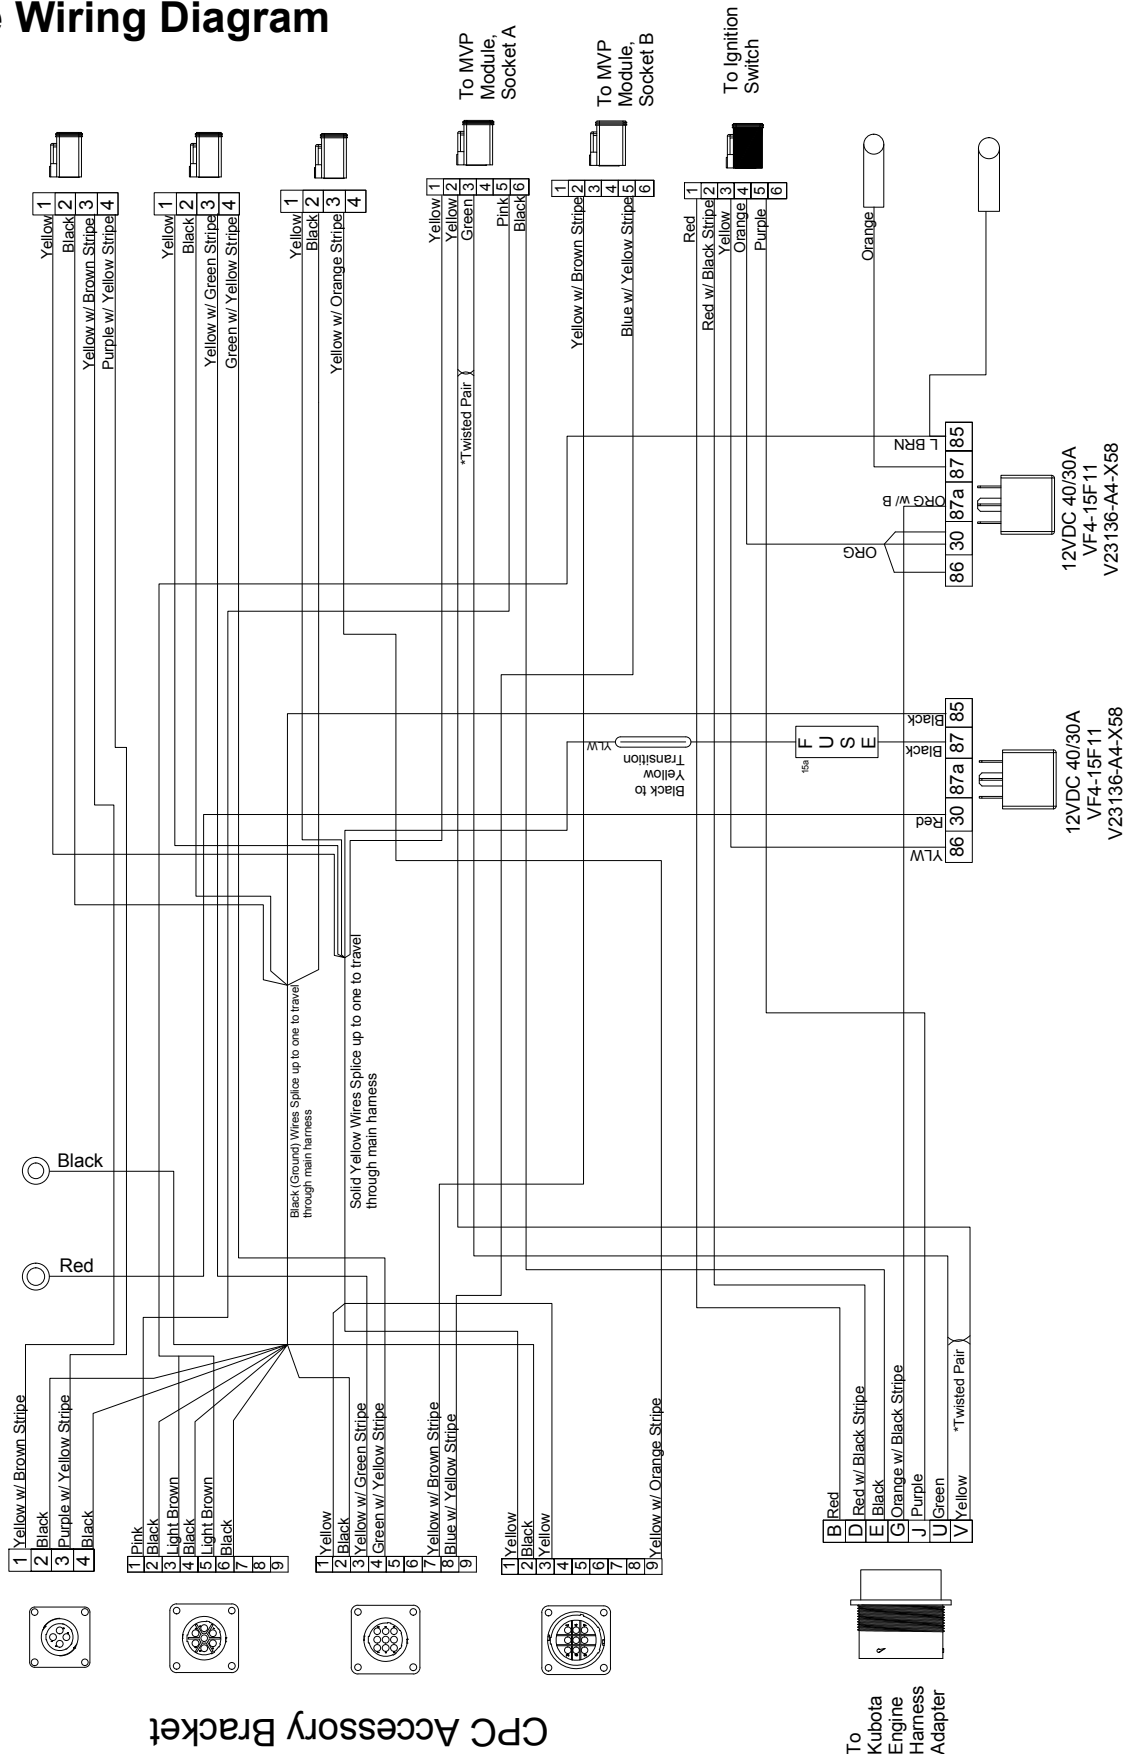 e Wiring Diagram
To MVP
Module,
Socket A
To MVP
Module,
Socket B
To Ignition
Switch
1
2
3
4
Yellow
Black
Yellow w/ Brown Stripe
Purple w/ Yellow Stripe
1
2
3
4
Yellow
Black
Yellow w/ Green Stripe
Green w/ Yellow Stripe
1
2
3
4
Yellow
Black
Yellow w/ Orange Stripe
1
2
3
4
5
6
Yellow
Yellow
Green
Pink
Black
*Twisted Pair
1
2
3
4
5
6
Yellow w/ Brown Stripe
Blue w/ Yellow Stripe
1
2
3
4
5
6
Red
Red w/ Black Stripe
Yellow
Orange
Purple
Orange
L BRN
ORG w/ B
ORG
85
87
87a
30
86
12VDC 40/30A
VF4-15F11
V23136-A4-X58
Black
Black
Red
YLW
85
87
87a
30
86
12VDC 40/30A
VF4-15F11
V23136-A4-X58
FUSE
15a
YLW
Black to
Yellow
Transition
Black (Ground) Wires Splice up to one to travel
through main harness
Solid Yellow Wires Splice up to one to travel
through main harness
Black
Red
1
2
3
4
Yellow w/ Brown Stripe
Black
Purple w/ Yellow Stripe
Black
1
2
3
4
5
6
7
8
9
Pink
Black
Light Brown
Black
Light Brown
Black
1
2
3
4
5
6
7
8
9
Yellow
Black
Yellow w/ Green Stripe
Green w/ Yellow Stripe
Yellow w/ Brown Stripe
Blue w/ Yellow Stripe
1
2
3
4
5
6
7
8
9
Yellow
Black
Yellow
Yellow w/ Orange Stripe
B
D
E
G
J
U
V
Red
Red w/ Black Stripe
Black
Orange w/ Black Stripe
Purple
Green
Yellow
*Twisted Pair
CPC Accessory Bracket
To
Kubota
Engine
Harness
Adapter